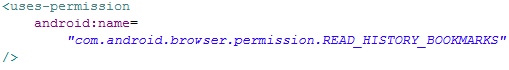 <uses-permission
android:name=
"com.android.browser.permission.READ_HISTORY_BOOKMARKS"
/>